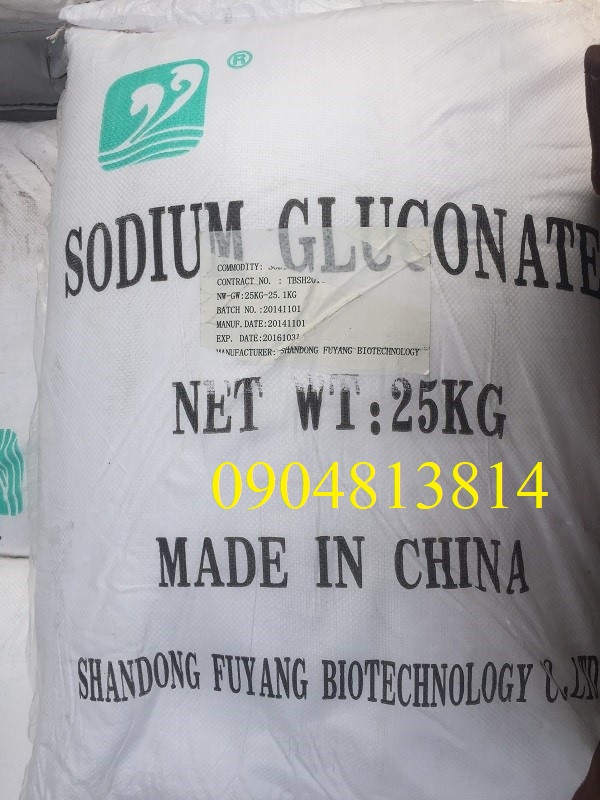 ®
SODIUM GLUCONATE
COMMODITY:
CONTRACT NO. :
NW-GW:25KG-25.1KG
BATCH NO.:20141101
MANUF.DATE:20141101
EXP. DATE:2016103
MANUFACTURER: SHANDONG FUYANG BIOTECHNOLOGY
NET WT:25KG
0904813814
MADE IN CHINA
SHANDONG FUYANG BIOTECHNOLOGY